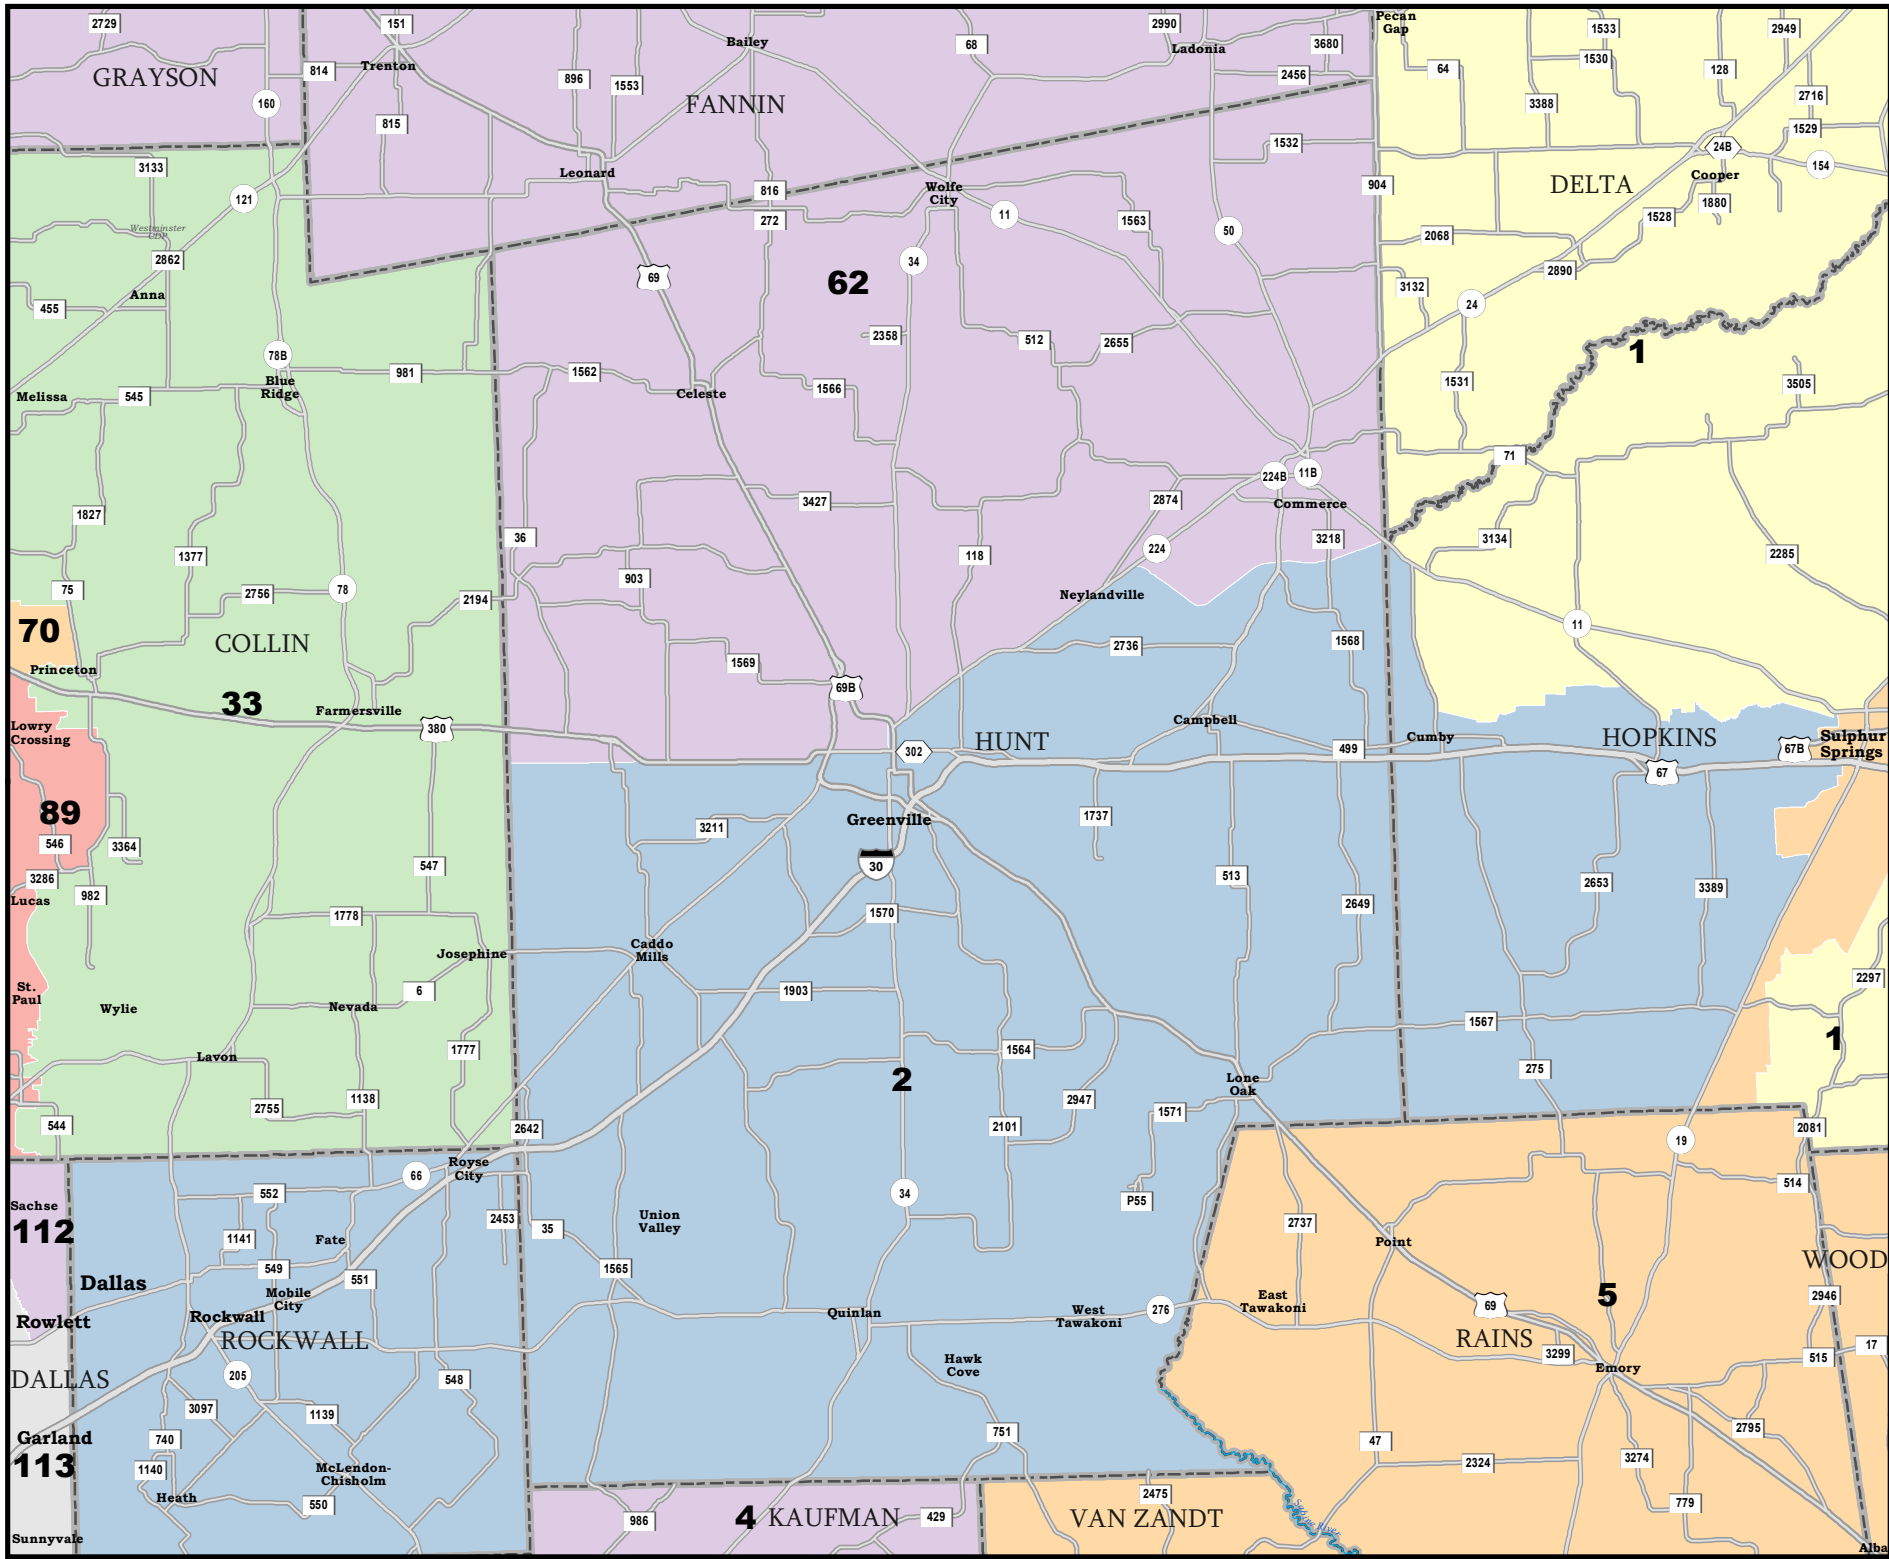 2729
151
Bailey
68
2990
Ladonia
3680
Pecan
Gap
1533
2949
GRAYSON
814
Trenton
896
1553
FANNIN
2456
64
1530
128
160
815
3388
2716
1529
3133
Leonard
1532
24B
154
121
816
Wolfe
City
904
DELTA
Cooper
1880
Westminster
CDP
272
11
1563
50
1528
2068
2862
34
2890
Anna
69
62
3132
24
455
2358
512
2655
1
78B
Blue
Ridge
981
1562
1566
1531
3505
Melissa
545
Celeste
71
224B
11B
1827
3427
2874
Commerce
36
224
3218
3134
2285
1377
118
75
2756
78
2194
903
Neylandville
11
70
COLLIN
2736
1568
Princeton
1569
69B
33
Farmersville
380
Campbell
Lowry
Crossing
302
HUNT
499
Cumby
HOPKINS
67B
Sulphur
Springs
67
89
546
3364
3211
Greenville
1737
3286
547
30
513
2653
3389
Lucas
982
1778
1570
2649
Josephine
Caddo
Mills
St.
Paul
Wylie
6
Nevada
1903
2297
1567
1
Lavon
1777
1564
275
2
Lone
Oak
2755
1138
2947
1571
544
2642
2101
2081
19
Royse
City
66
514
Sachse
112
552
34
P55
1141
Fate
2453
35
Union
Valley
2737
Point
WOOD
549
551
1565
Dallas
Mobile
City
East
Tawakoni
5
2946
Rowlett
Rockwall
Quinlan
West
Tawakoni
276
69
ROCKWALL
RAINS
3299
515
17
DALLAS
205
548
Hawk
Cove
Emory
3097
1139
751
2795
Garland
113
740
1140
McLendon-
Chisholm
47
2324
3274
Heath
550
2475
779
986
4
KAUFMAN
429
VAN ZANDT
Sabine River
Sunnyvale
Alba